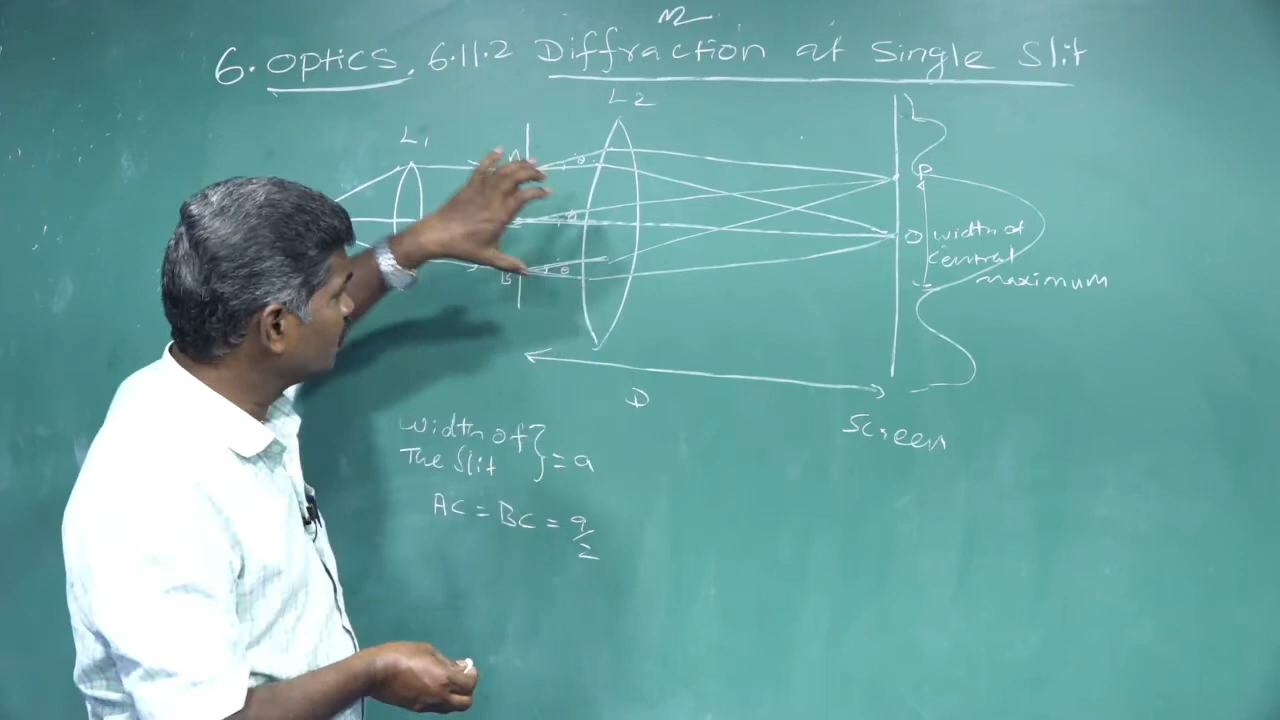 6. Optics, 6.11.2 Diffraction at Single Slit
L1
L2
A
θ
θ
B
θ
P
O
width of
central
maximum
D
Screen
Width of
The Slit } = a
AC = BC = a/2